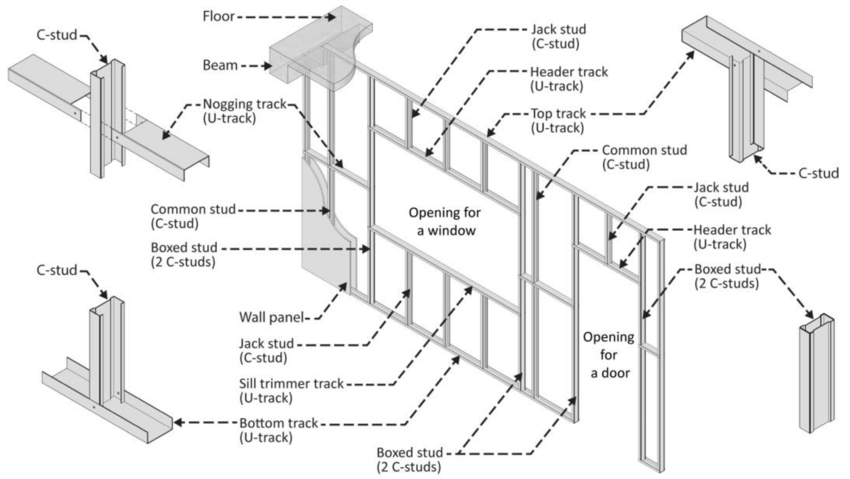 Floor
Beam
C-stud
Nogging track
(U-track)
Jack stud
(C-stud)
Header track
(U-track)
Top track
(U-track)
Common stud
(C-stud)
C-stud
Jack stud
(C-stud)
Header track
(U-track)
Boxed stud
(2 C-studs)
Common stud
(C-stud)
Boxed stud
(2 C-studs)
Opening for
a window
C-stud
Wall panel
Jack stud
(C-stud)
Sill trimmer track
(U-track)
Bottom track
(U-track)
Boxed stud
(2 C-studs)
Opening
for
a door